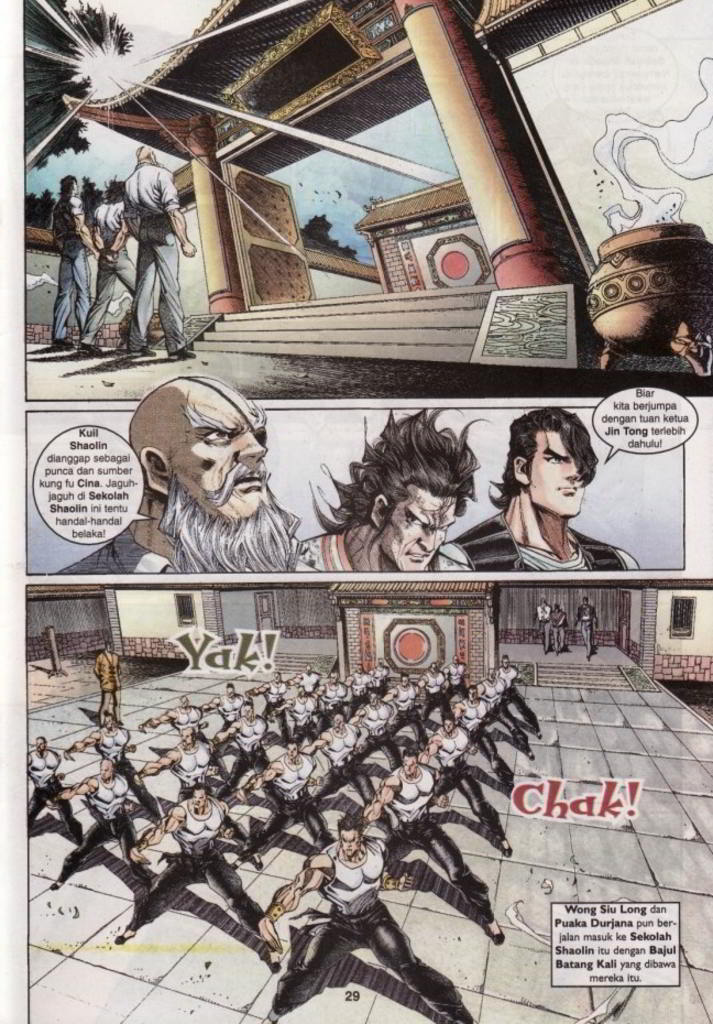 Kuil
Shaolin
dianggap sebagai
punca dan sumber
kung fu Cina. Jaguh-
jaguh di Sekolah
Shaolin ini tentu
handal-handal
belaka!
Biar
kita berjumpa
dengan tuan ketua
Jin Tong terlebih
dahulu!
Yak!
Chak!
Wong Siu Long dan
Puaka Durjana pun ber-
jalan masuk ke Sekolah
Shaolin itu dengan Bajul
Batang Kali yang dibawa
mereka itu.
29